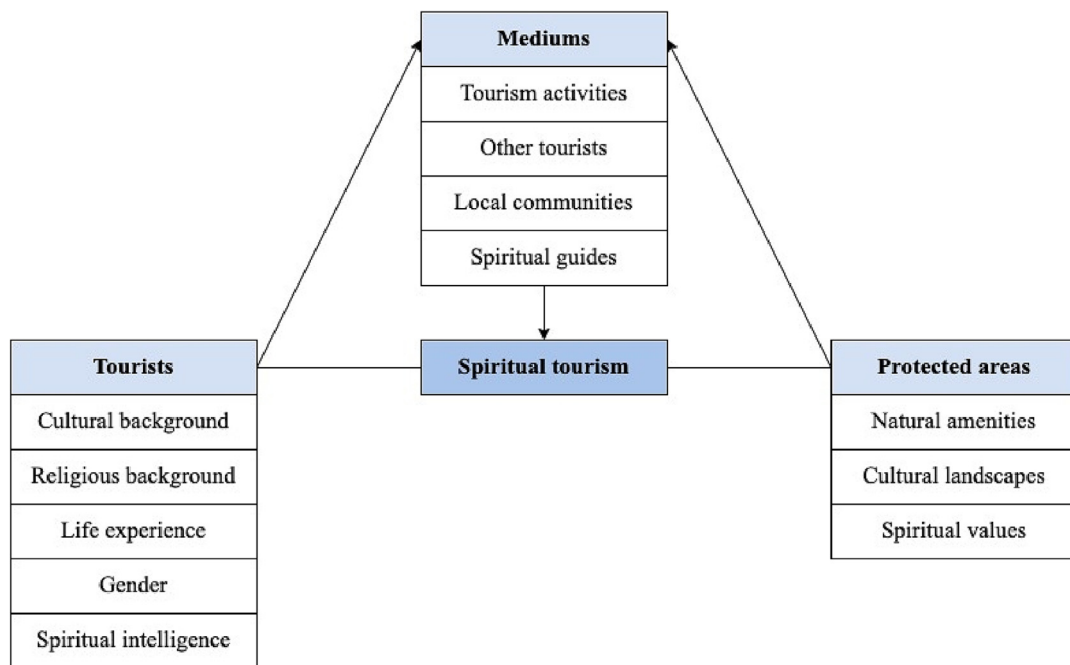 Mediums
Tourism activities
Other tourists
Local communities
Spiritual guides
Tourists
Cultural background
Religious background
Life experience
Gender
Spiritual intelligence
Spiritual tourism
Protected areas
Natural amenities
Cultural landscapes
Spiritual values